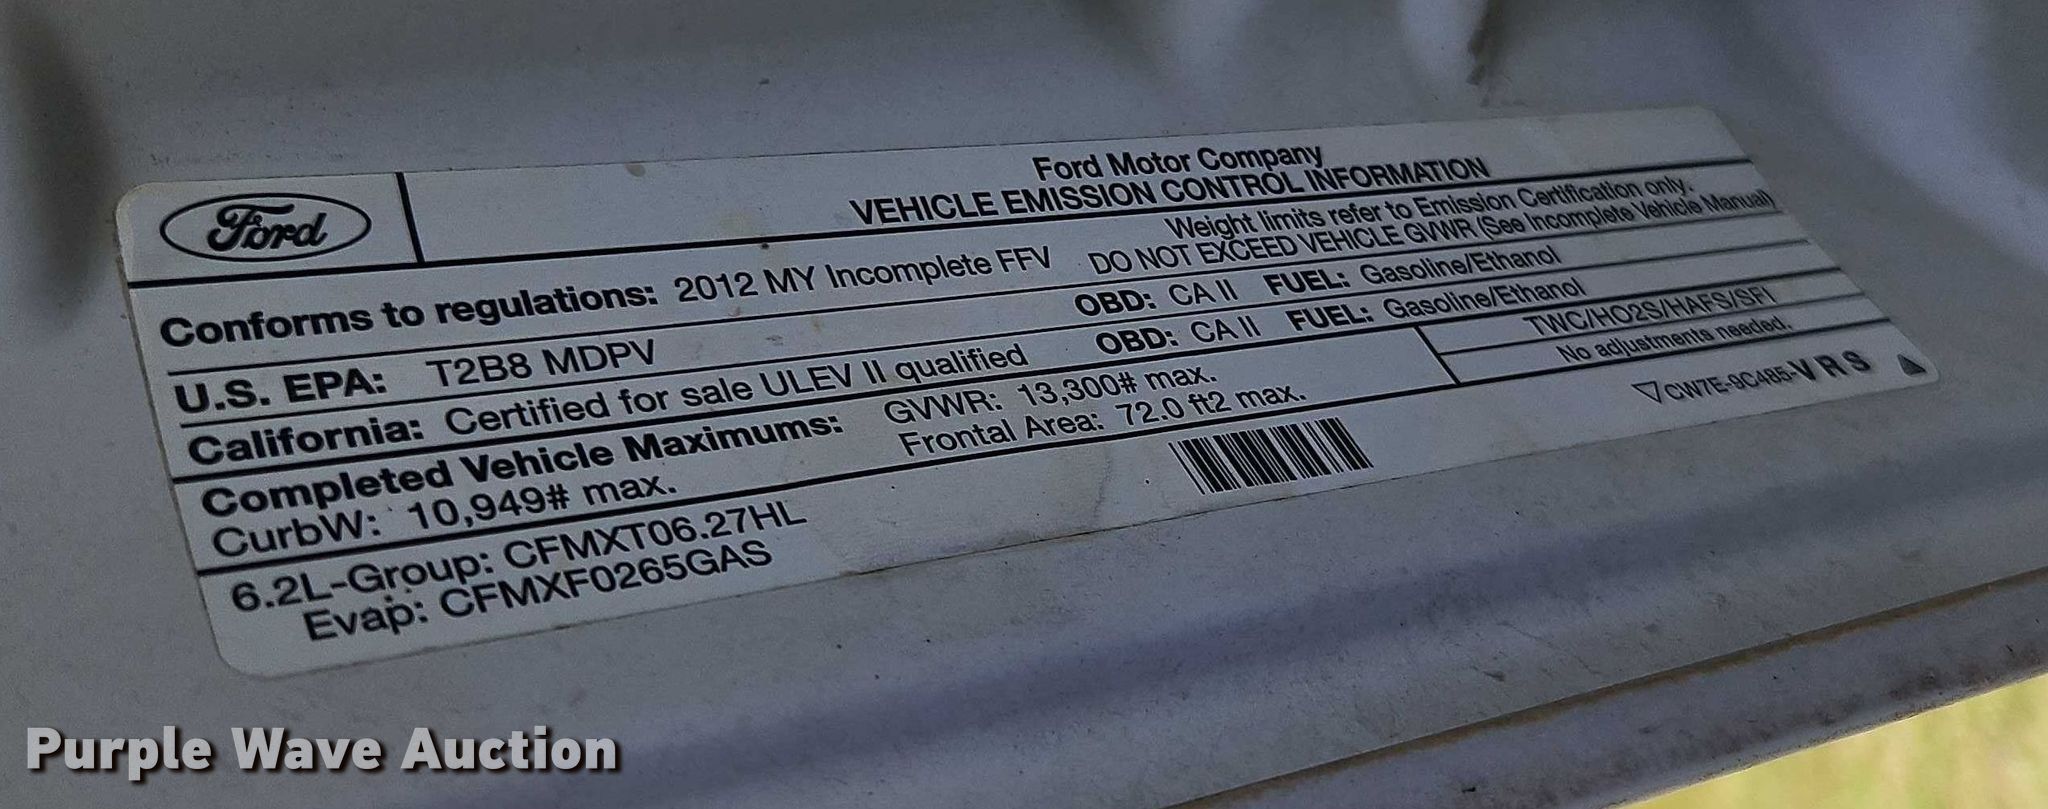 Ford
Ford Motor Company
VEHICLE EMISSION CONTROL INFORMATION
Conforms to regulations: 2012 MY Incomplete FFV
Weight limits refer to Emission Certification only.
DO NOT EXCEED VEHICLE GVWR (See Incomplete Vehicle Manual)
U.S. EPA: T2B8 MDPV OBD: CA II FUEL: Gasoline/Ethanol
California: Certified for sale ULEV II qualified OBD: CA II FUEL: Gasoline/Ethanol
Completed Vehicle Maximums: GVWR: 13,300# max.
CurbW: 10,949# max. Frontal Area: 72.0 ft2 max.
TWC/HO2S/HAFS/SFI
No adjustments needed.
6.2L-Group: CFMXT06.27HL
Evap: CFMXF0265GAS
CW7E-9C485-VRS
Purple Wave Auction